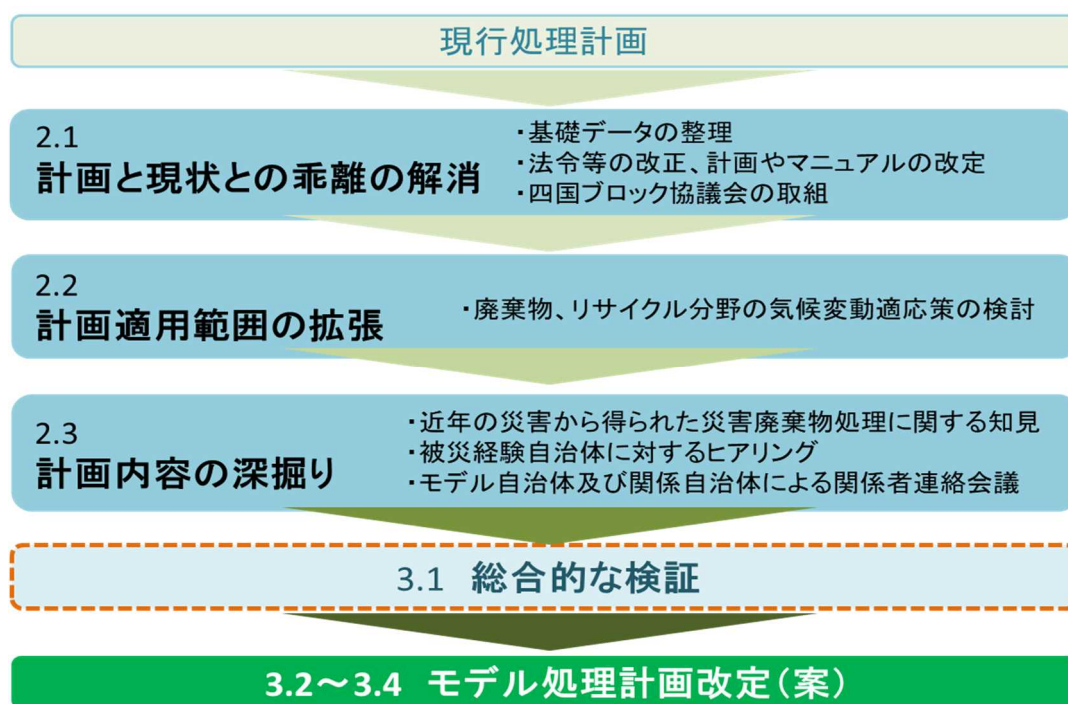 現行処理計画
2.1
計画と現状との乖離の解消
・基礎データの整理
・法令等の改正、計画やマニュアルの改定
・四国ブロック協議会の取組
2.2
計画適用範囲の拡張
・廃棄物、リサイクル分野の気候変動適応策の検討
2.3
計画内容の深掘り
・近年の災害から得られた災害廃棄物処理に関する知見
・被災経験自治体に対するヒアリング
・モデル自治体及び関係自治体による関係者連絡会議
3.1 総合的な検証
3.2～3.4 モデル処理計画改定（案）